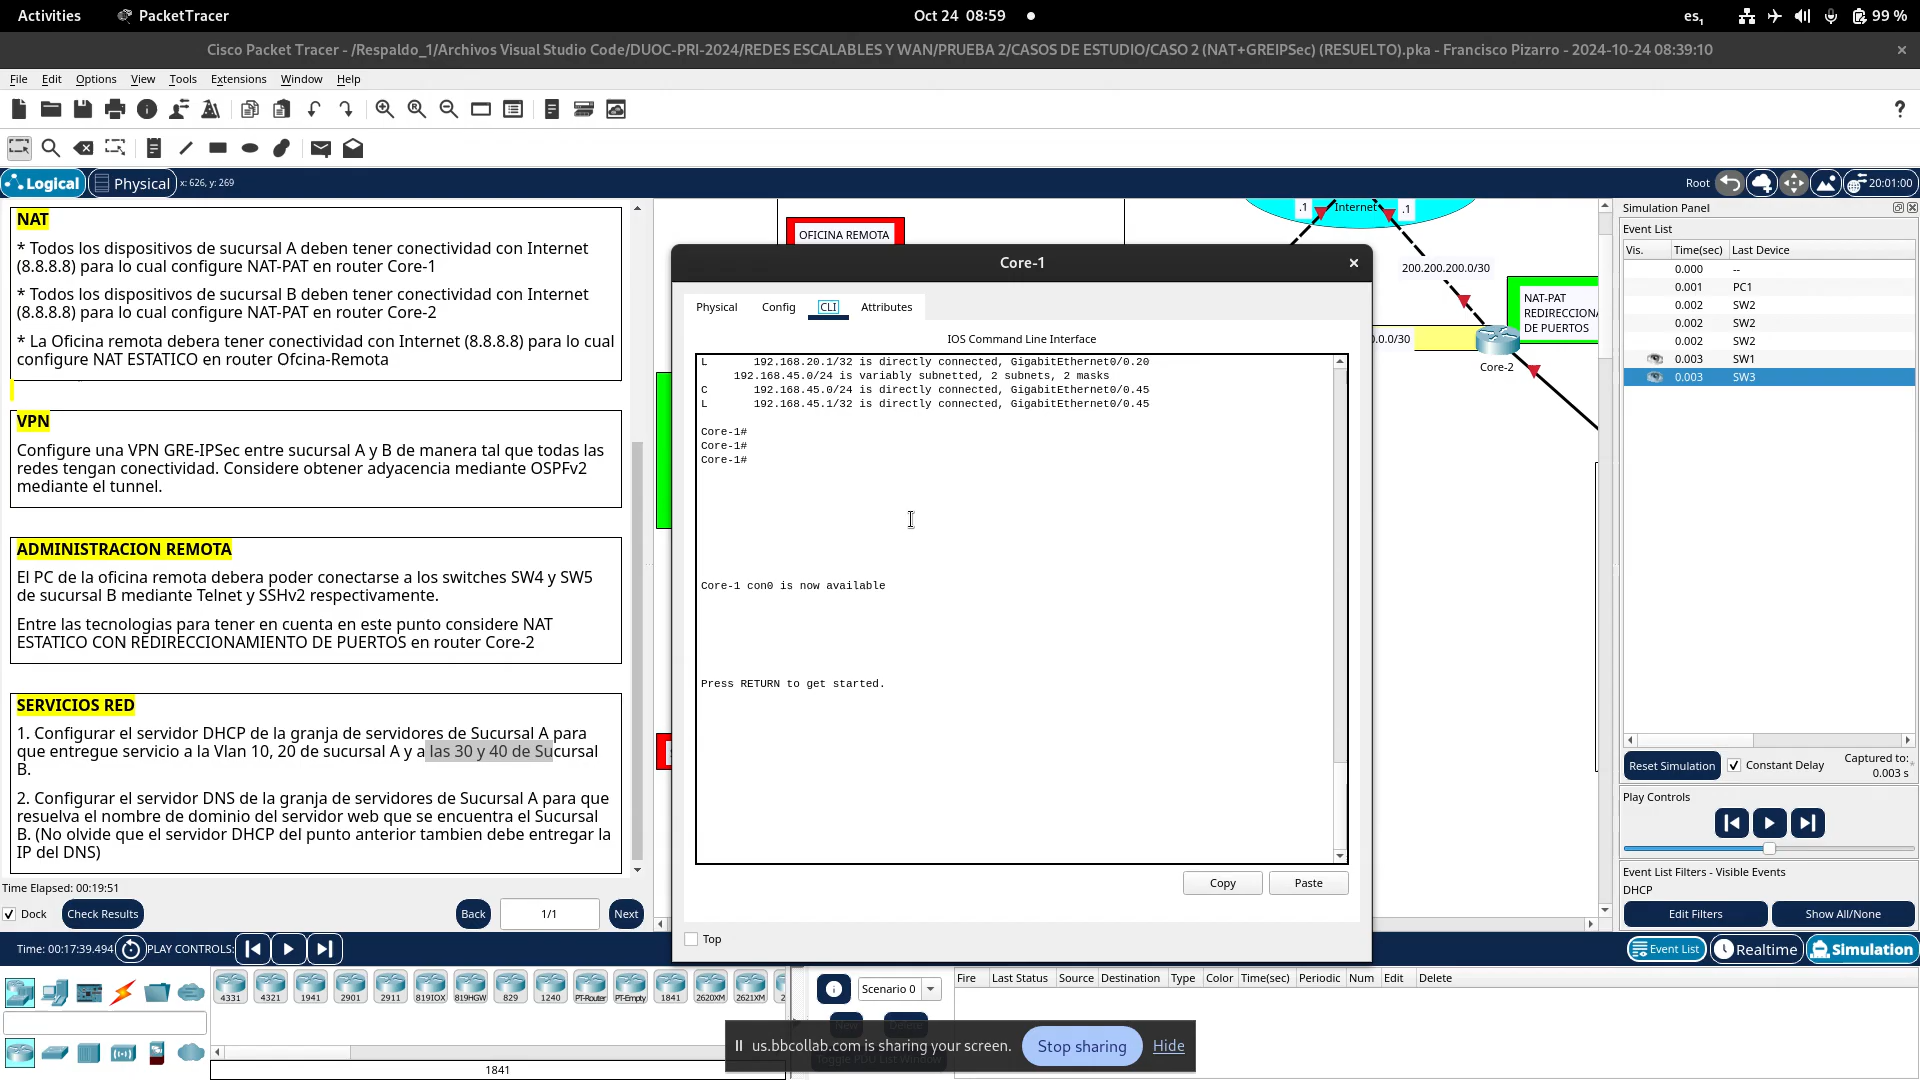 Activities
PacketTracer
Oct 24 08:59
es1
99 %
Cisco Packet Tracer - /Respaldo_1/Archivos Visual Studio Code/DUOC-PRI-2024/REDES ESCALABLES Y WAN/PRUEBA 2/CASOS DE ESTUDIO/CASO 2 (NAT+GREIPSec) (RESUELTO).pka - Francisco Pizarro - 2024-10-24 08:39:10
File Edit Options View Tools Extensions Window Help
Logical
Physical
x: 626, y: 269
Root
20:01:00
NAT
* Todos los dispositivos de sucursal A deben tener conectividad con Internet
(8.8.8.8) para lo cual configure NAT-PAT en router Core-1
* Todos los dispositivos de sucursal B deben tener conectividad con Internet
(8.8.8.8) para lo cual configure NAT-PAT en router Core-2
* La Oficina remota debera tener conectividad con Internet (8.8.8.8) para lo cual
configure NAT ESTATICO en router Ofcina-Remota
VPN
Configure una VPN GRE-IPSec entre sucursal A y B de manera tal que todas las
redes tengan conectividad. Considere obtener adyacencia mediante OSPFv2
mediante el tunnel.
ADMINISTRACION REMOTA
El PC de la oficina remota debera poder conectarse a los switches SW4 y SW5
de sucursal B mediante Telnet y SSHv2 respectivamente.
Entre las tecnologias para tener en cuenta en este punto considere NAT
ESTATICO CON REDIRECCIONAMIENTO DE PUERTOS en router Core-2
SERVICIOS RED
1. Configurar el servidor DHCP de la granja de servidores de Sucursal A para
que entregue servicio a la Vlan 10, 20 de sucursal A y a las 30 y 40 de Sucursal
B.
2. Configurar el servidor DNS de la granja de servidores de Sucursal A para que
resuelva el nombre de dominio del servidor web que se encuentra el Sucursal
B. (No olvide que el servidor DHCP del punto anterior tambien debe entregar la
IP del DNS)
Time Elapsed: 00:19:51
Dock
Check Results
Back
1/1
Next
OFICINA REMOTA
.1
Internet
.1
200.200.200.0/30
NAT-PAT
REDIRECCIONA
DE PUERTOS
0.0.0/30
Core-2
Core-1
Physical
Config
CLI
Attributes
IOS Command Line Interface
L 192.168.20.1/32 is directly connected, GigabitEthernet0/0.20
192.168.45.0/24 is variably subnetted, 2 subnets, 2 masks
C 192.168.45.0/24 is directly connected, GigabitEthernet0/0.45
L 192.168.45.1/32 is directly connected, GigabitEthernet0/0.45
Core-1#
Core-1#
Core-1#
Core-1 con0 is now available
Press RETURN to get started.
Copy
Paste
Top
Simulation Panel
Event List
Vis. Time(sec) Last Device
0.000 --
0.001 PC1
0.002 SW2
0.002 SW2
0.002 SW2
0.003 SW1
0.003 SW3
Reset Simulation
Constant Delay
Captured to:
0.003 s
Play Controls
Event List Filters - Visible Events
DHCP
Edit Filters
Show All/None
Time: 00:17:39.494
PLAY CONTROLS:
Event List
Realtime
Simulation
4331 4321 1941 2901 2911 819IOX 819HGW 829 1240 PT-Router PT-Empty 1841 2620XM 2621XM 2
1841
Scenario 0
New
Delete
Toggle PDU List Window
Fire Last Status Source Destination Type Color Time(sec) Periodic Num Edit Delete
us.bbcollab.com is sharing your screen.
Stop sharing
Hide